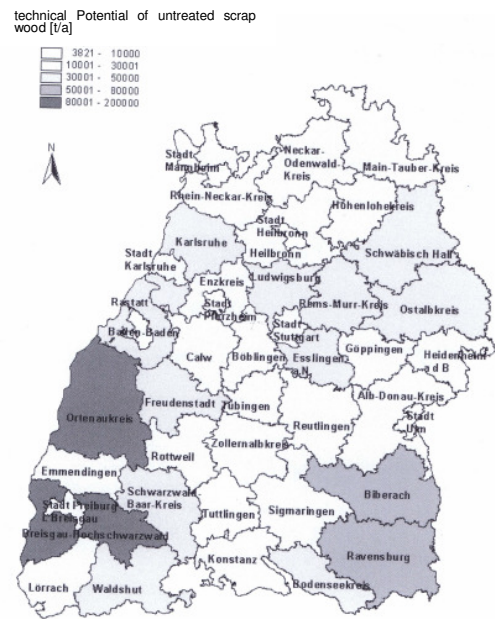 technical Potential of untreated scrap
wood [t/a]
3821 - 10000
10001 - 30001
30001 - 50000
50001 - 80000
80001 - 200000
N
Stadt
Mannheim
Neckar-
Odenwald-
Kreis
Main-Tauber-Kreis
Rhein-Neckar-Kreis
Hohenlohekreis
Stadt
Heilbronn
Karlsruhe
Heilbronn
Schwäbisch Hall
Stadt
Karlsruhe
Enzkreis
Ludwigsburg
Rastatt
Stadt
Pforzheim
Rems-Murr-Kreis
Ostalbkreis
Baden-Baden
Stadt
Stuttgart
Calw
Böblingen
Esslingen
a.N.
Göppingen
Heidenheim
a d B
Freudenstadt
Tübingen
Alb-Donau-Kreis
Ortenaukreis
Reutlingen
Stadt
Ulm
Zollernalbkreis
Rottweil
Emmendingen
Schwarzwald
Baar-Kreis
Biberach
Stadt Freiburg
i. Breisgau
Tuttlingen
Sigmaringen
Breisgau-Hochschwarzwald
Konstanz
Ravensburg
Lörrach
Waldshut
Bodenseekreis